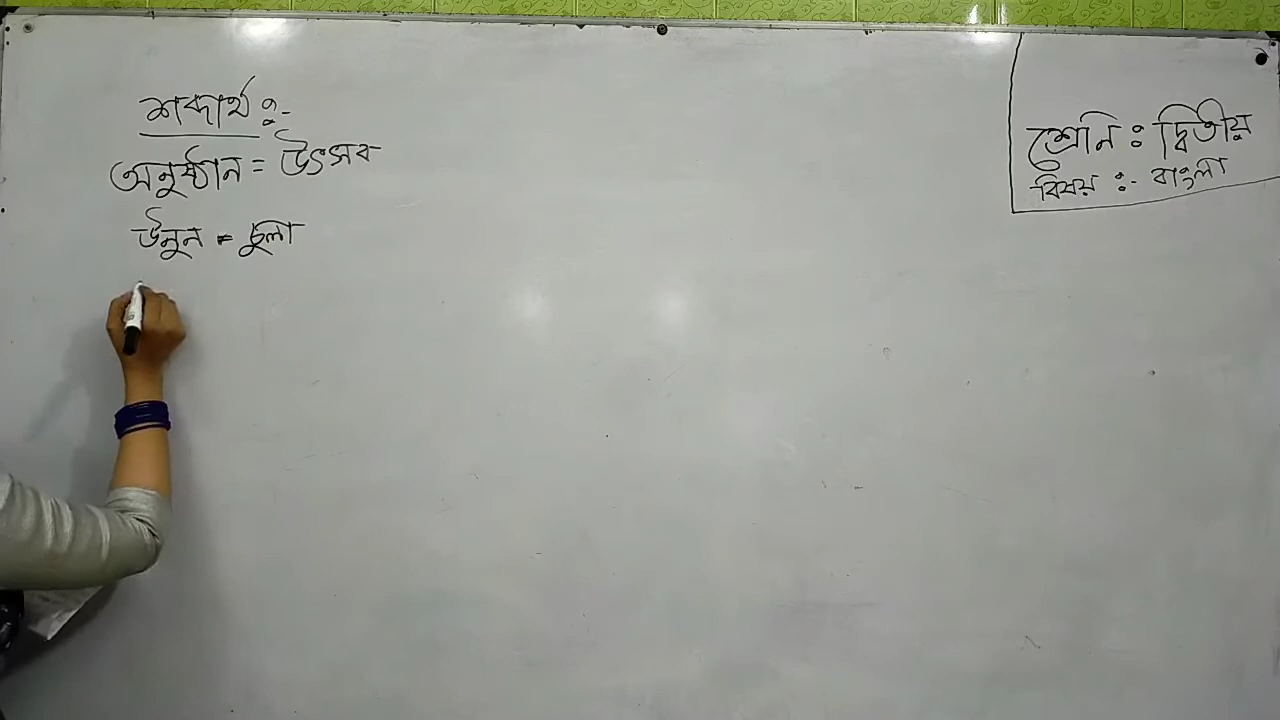 শব্দার্থ :-
অনুষ্ঠান = উৎসব
উনুন = চুলা
শ্রেনি : দ্বিতীয়
বিষয় :- বাংলা